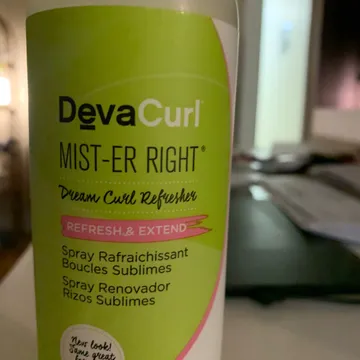 DevaCurl
MIST-ER RIGHT®
Dream Curl Refresher
REFRESH & EXTEND
Spray Rafraichissant
Boucles Sublimes
Spray Renovador
Rizos Sublimes
New look!
Same great